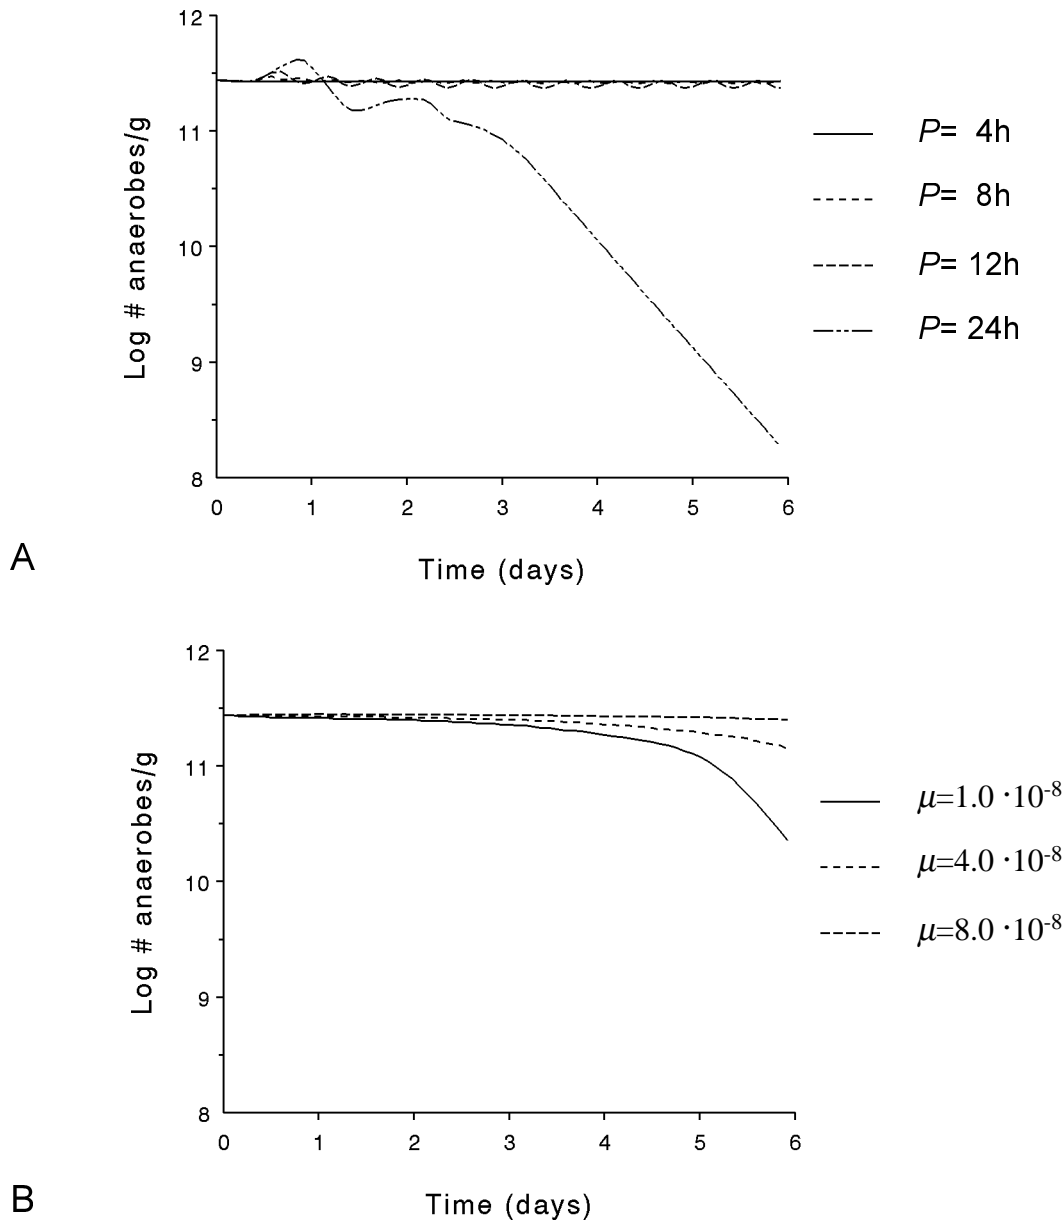 12
11
10
9
8
Log # anaerobes/g
0 1 2 3 4 5 6
Time (days)
P= 4h
P= 8h
P= 12h
P= 24h
A
12
11
10
9
8
Log # anaerobes/g
0 1 2 3 4 5 6
Time (days)
μ=1.0 ·10-8
μ=4.0 ·10-8
μ=8.0 ·10-8
B